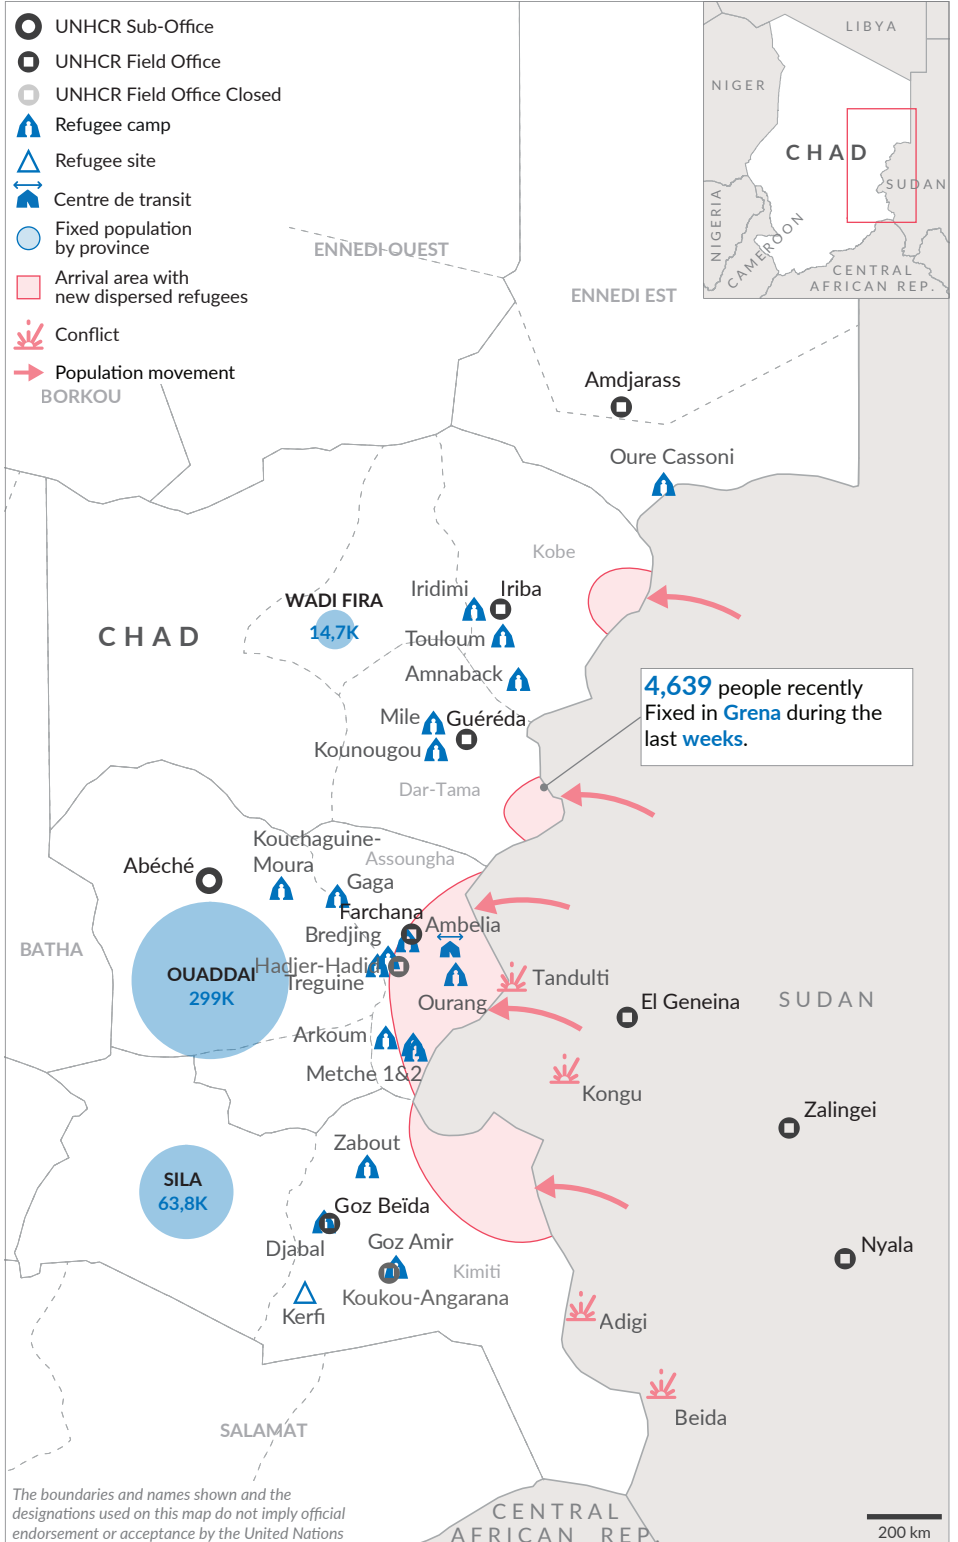 UNHCR Sub-Office
UNHCR Field Office
UNHCR Field Office Closed
Refugee camp
Refugee site
Centre de transit
Fixed population
by province
Arrival area with
new dispersed refugees
Conflict
Population movement
LIBYA
NIGER
CHAD
SUDAN
NIGERIA
CAMEROON
CENTRAL
AFRICAN REP.
ENNEDI OUEST
ENNEDI EST
BORKOU
Amdjarass
Oure Cassoni
Kobe
Iridimi
Iriba
WADI FIRA
14,7K
CHAD
Touloum
Amnaback
4,639 people recently
Fixed in Grena during the
last weeks.
Mile
Guéréda
Kounougou
Dar-Tama
Kouchaguine-
Moura
Assoungha
Abéché
Gaga
Farchana
Ambelia
Bredjing
BATHA
OUADDAI
299K
Hadjer-Hadid
Treguine
Tandulti
Ourang
El Geneina
SUDAN
Arkoum
Metche 1&2
Kongu
Zalingei
Zabout
SILA
63,8K
Goz Beïda
Djabal
Goz Amir
Nyala
Kimiti
Koukou-Angarana
Kerfi
Adigi
Beida
SALAMAT
The boundaries and names shown and the
designations used on this map do not imply official
endorsement or acceptance by the United Nations
CENTRAL
AFRICAN REP.
200 km